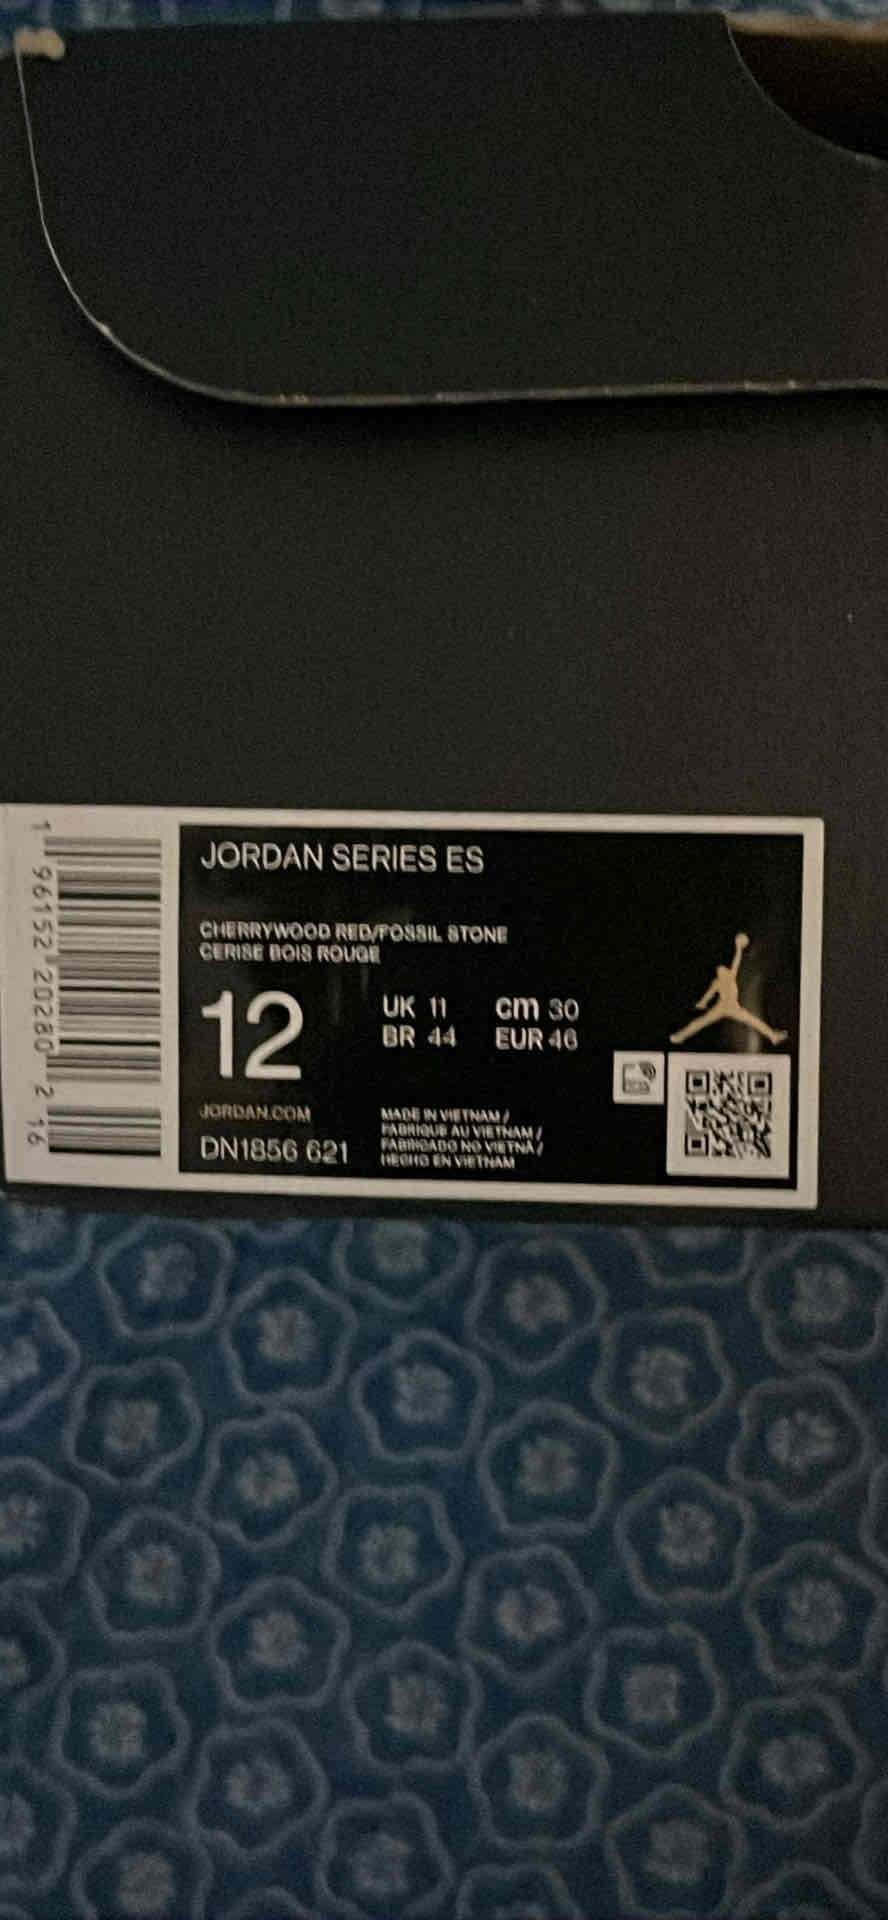 JORDAN SERIES ES
CHERRYWOOD RED/FOSSIL STONE
CERISE BOIS ROUGE
12
UK 11 cm 30
BR 44 EUR 46
JORDAN.COM
DN1856 621
MADE IN VIETNAM /
FABRIQUE AU VIETNAM /
FABRICADO NO VIETNÃ /
HECHO EN VIETNAM
1 96152 20280 2 16